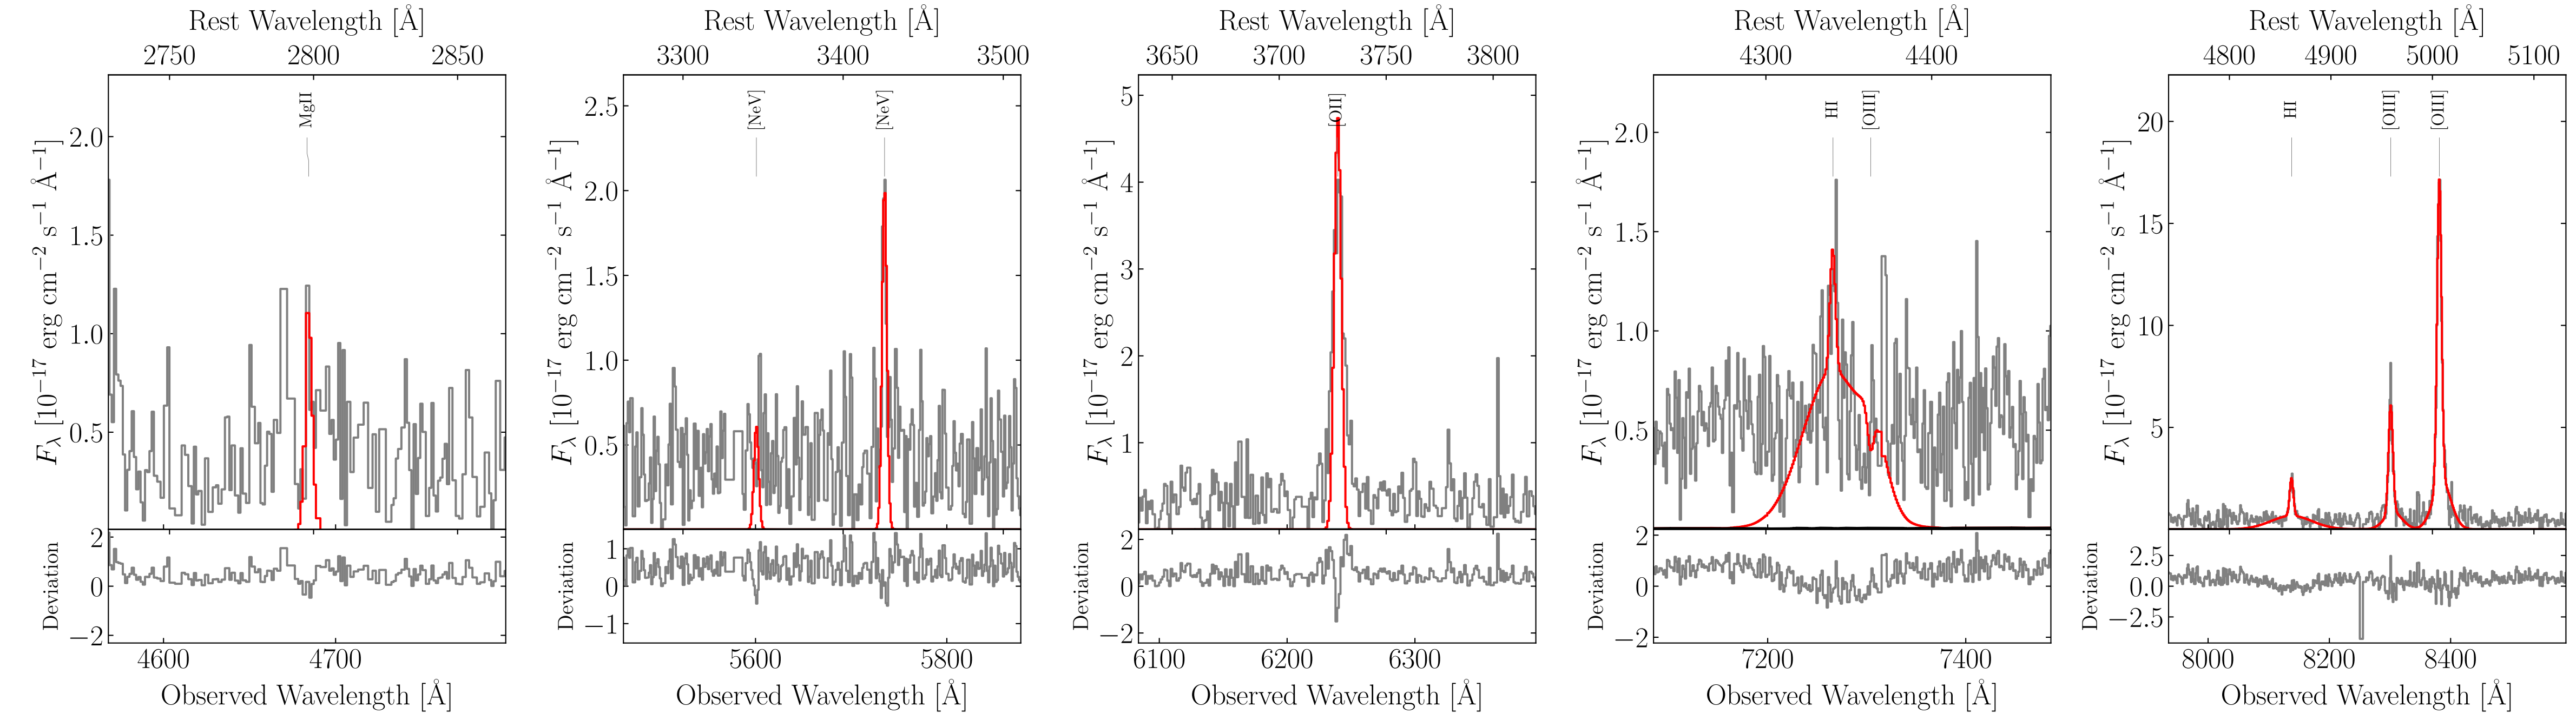 Rest Wavelength [Å]
2750 2800 2850
MgII
2.0
1.5
1.0
0.5
F_λ [10^−17 erg cm^−2 s^−1 Å^−1]
2
0
−2
Deviation
4600 4700
Observed Wavelength [Å]
Rest Wavelength [Å]
3300 3400 3500
[NeV] [NeV]
2.5
2.0
1.5
1.0
0.5
F_λ [10^−17 erg cm^−2 s^−1 Å^−1]
1
0
−1
Deviation
5600 5800
Observed Wavelength [Å]
Rest Wavelength [Å]
3650 3700 3750 3800
[OII]
5
4
3
2
1
F_λ [10^−17 erg cm^−2 s^−1 Å^−1]
2
0
−2
Deviation
6100 6200 6300
Observed Wavelength [Å]
Rest Wavelength [Å]
4300 4400
HI [OIII]
2.0
1.5
1.0
0.5
F_λ [10^−17 erg cm^−2 s^−1 Å^−1]
2
0
−2
Deviation
7200 7400
Observed Wavelength [Å]
Rest Wavelength [Å]
4800 4900 5000 5100
HI [OIII] [OIII]
20
15
10
5
F_λ [10^−17 erg cm^−2 s^−1 Å^−1]
2.5
0.0
−2.5
Deviation
8000 8200 8400
Observed Wavelength [Å]